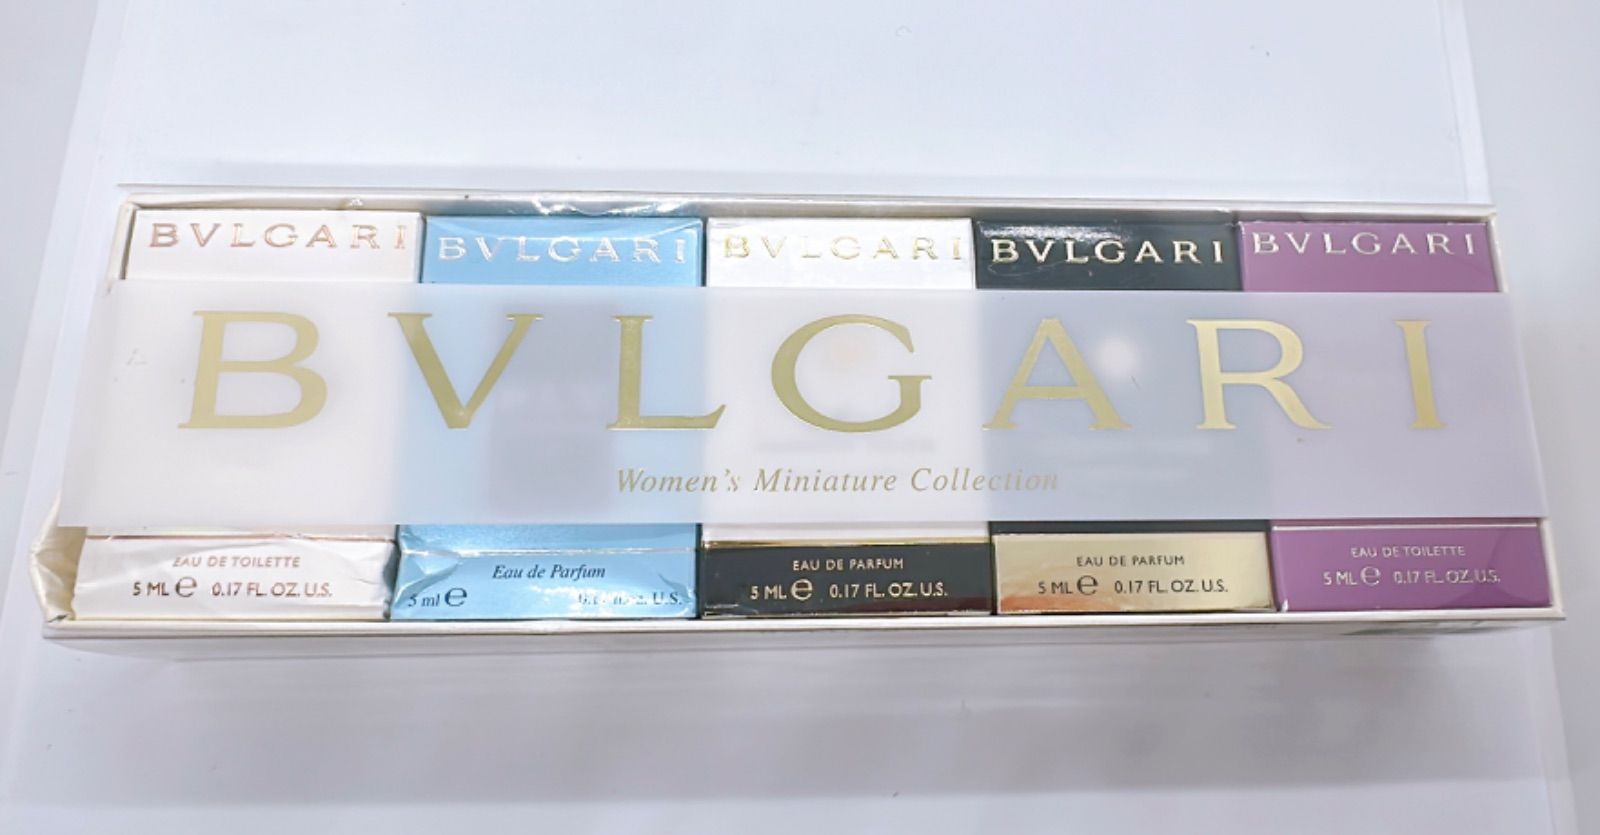 BVLGARI BVLGARI BVLGARI BVLGARI BVLGARI
BVLGARI
Women's Miniature Collection
EAU DE TOILETTE
5 ML e 0.17 FL. OZ. U.S.
Eau de Parfum
5 ml e U.S.
EAU DE PARFUM
5 ML e 0.17 FL. OZ. U.S.
EAU DE PARFUM
5 ML e 0.17 FL. OZ. U.S.
EAU DE TOILETTE
5 ML e 0.17 FL. OZ. U.S.